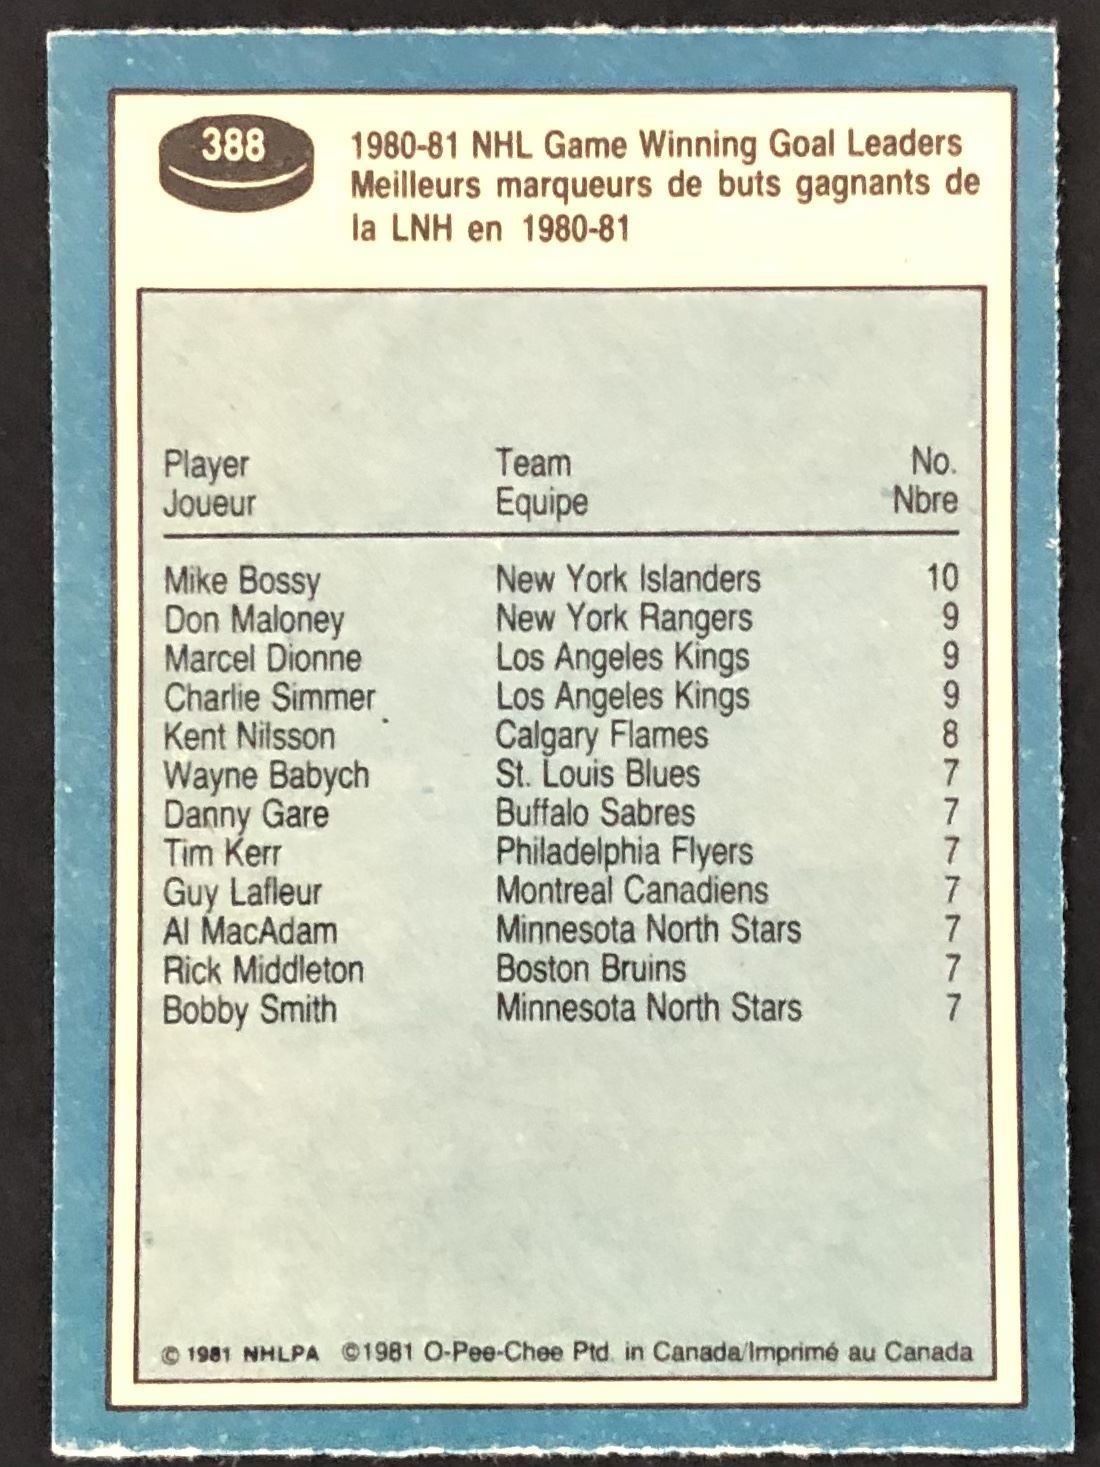 388
1980-81 NHL Game Winning Goal Leaders
Meilleurs marqueurs de buts gagnants de
la LNH en 1980-81
Player Team No.
Joueur Equipe Nbre
Mike Bossy New York Islanders 10
Don Maloney New York Rangers 9
Marcel Dionne Los Angeles Kings 9
Charlie Simmer Los Angeles Kings 9
Kent Nilsson Calgary Flames 8
Wayne Babych St. Louis Blues 7
Danny Gare Buffalo Sabres 7
Tim Kerr Philadelphia Flyers 7
Guy Lafleur Montreal Canadiens 7
Al MacAdam Minnesota North Stars 7
Rick Middleton Boston Bruins 7
Bobby Smith Minnesota North Stars 7
© 1981 NHLPA ©1981 O-Pee-Chee Ptd. in Canada/Imprimé au Canada